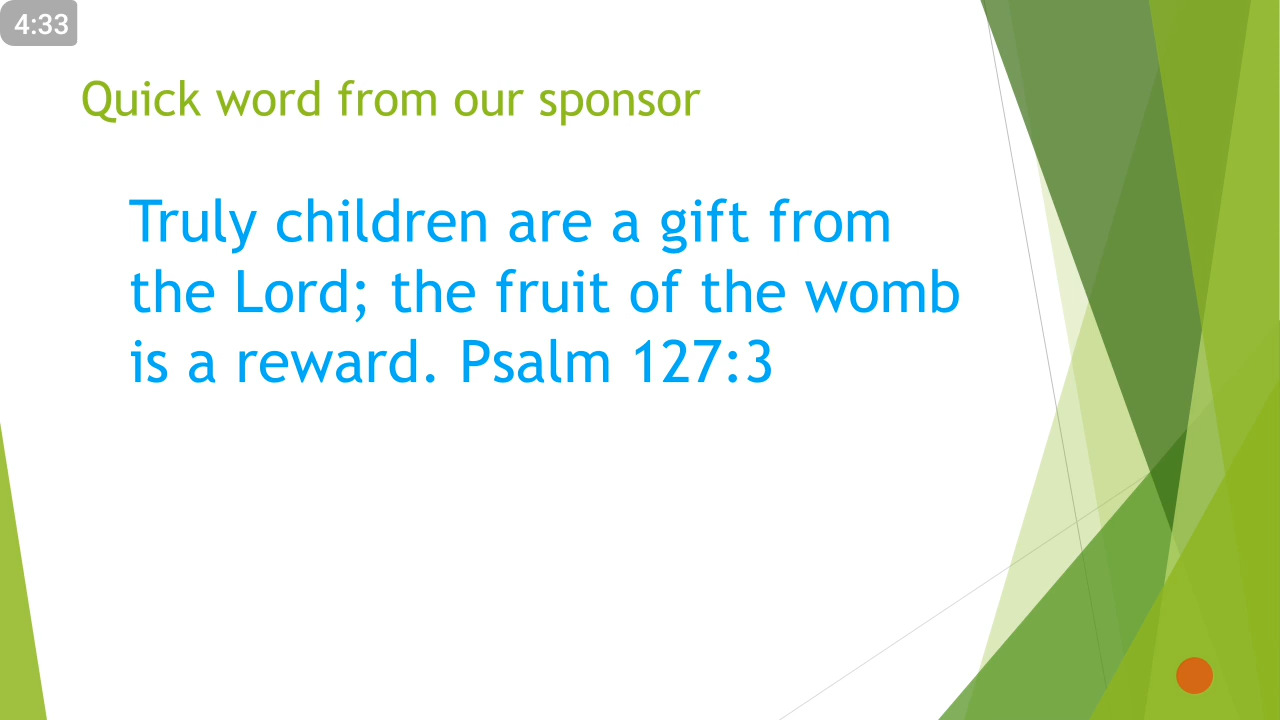 4:33
Quick word from our sponsor
Truly children are a gift from
the Lord; the fruit of the womb
is a reward. Psalm 127:3